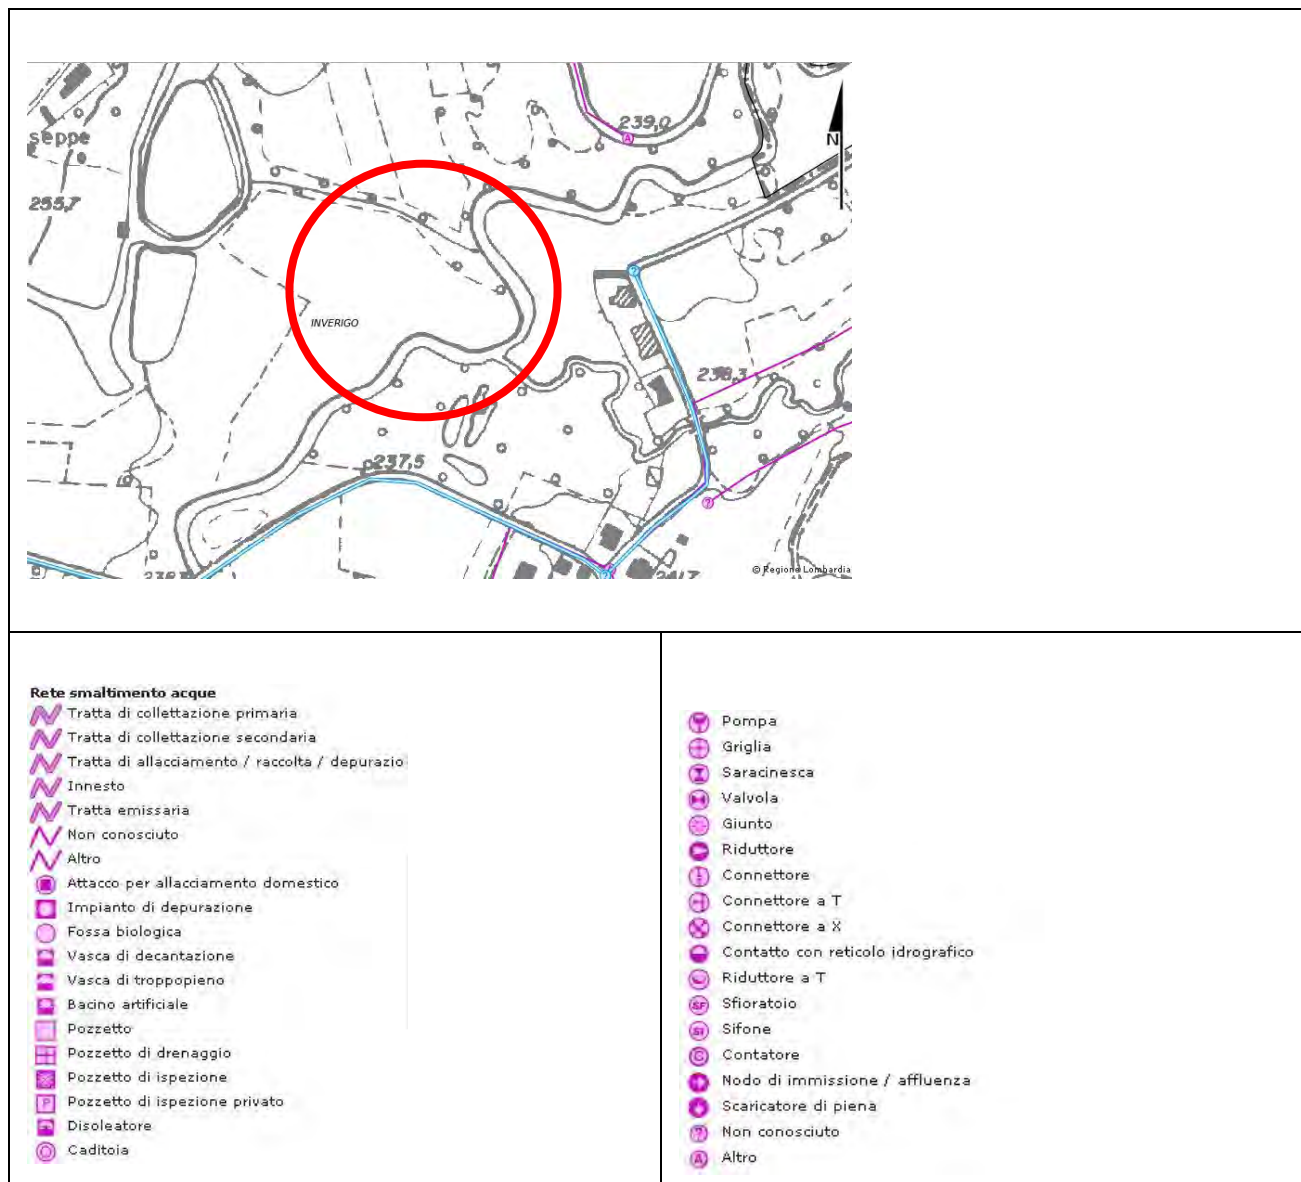 239,0
N
seppe
255,7
INVERIGO
238,3
237,5
© Regione Lombardia
Rete smaltimento acque
Tratta di collettazione primaria
Tratta di collettazione secondaria
Tratta di allacciamento / raccolta / depurazio
Innesto
Tratta emissaria
Non conosciuto
Altro
Attacco per allacciamento domestico
Impianto di depurazione
Fossa biologica
Vasca di decantazione
Vasca di troppopieno
Bacino artificiale
Pozzetto
Pozzetto di drenaggio
Pozzetto di ispezione
P Pozzetto di ispezione privato
Disoleatore
Caditoia
Pompa
Griglia
Saracinesca
Valvola
Giunto
Riduttore
Connettore
Connettore a T
Connettore a X
Contatto con reticolo idrografico
Riduttore a T
SF Sfioratoio
SI Sifone
C Contatore
Nodo di immissione / affluenza
Scaricatore di piena
? Non conosciuto
A Altro